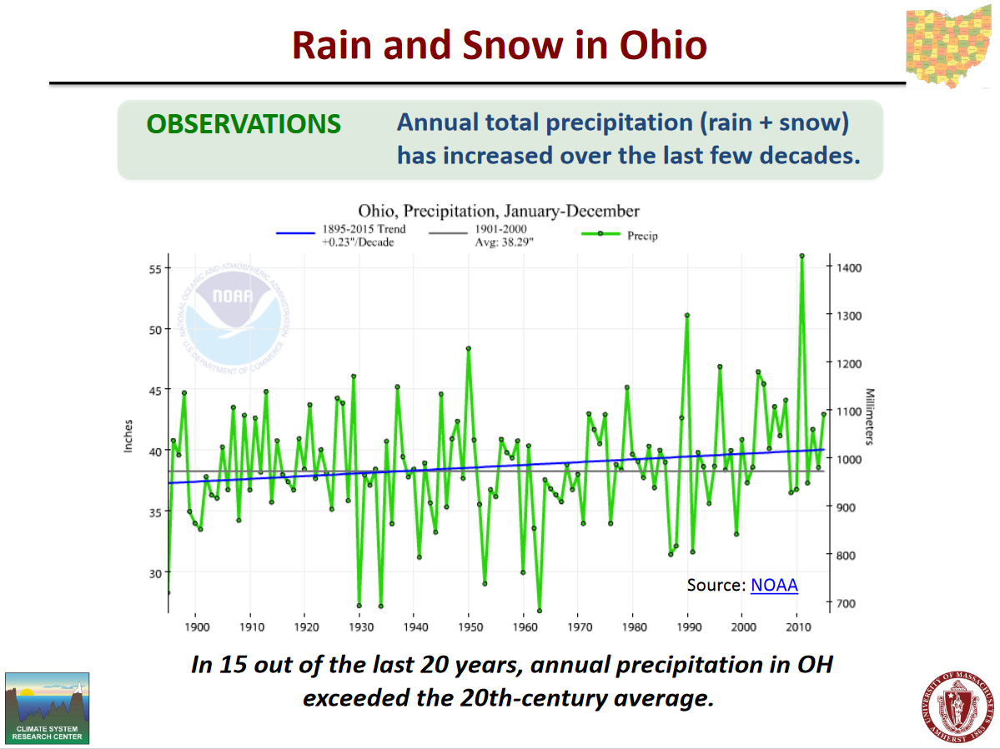 Rain and Snow in Ohio
OBSERVATIONS
Annual total precipitation (rain + snow)
has increased over the last few decades.
Ohio, Precipitation, January-December
1895-2015 Trend
+0.23"/Decade
1901-2000
Avg: 38.29"
Precip
55
50
45
40
35
30
Inches
NATIONAL OCEANIC AND ATMOSPHERIC ADMINISTRATION
NOAA
U.S. DEPARTMENT OF COMMERCE
1400
1300
1200
1100
1000
900
800
700
Millimeters
Source: NOAA
1900
1910
1920
1930
1940
1950
1960
1970
1980
1990
2000
2010
In 15 out of the last 20 years, annual precipitation in OH
exceeded the 20th-century average.
CLIMATE SYSTEM
RESEARCH CENTER
UNIVERSITY OF MASSACHUSETTS
AMHERST 1863